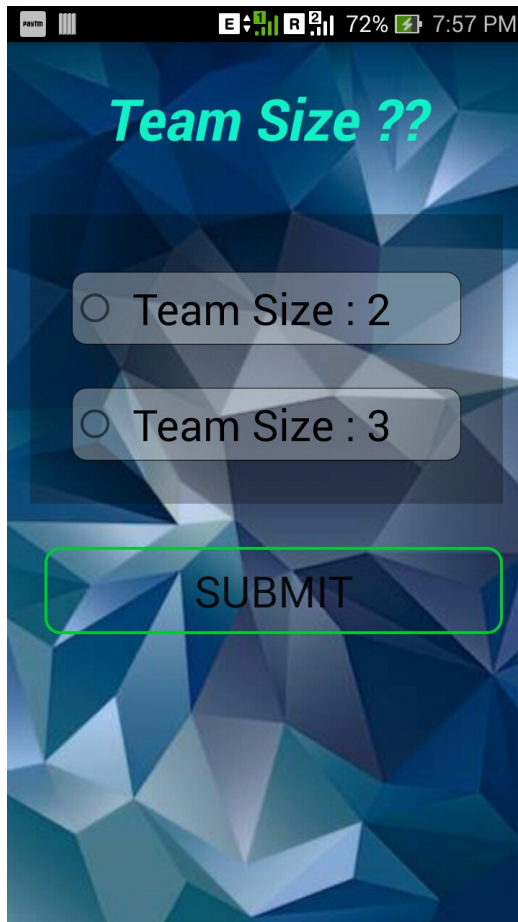 Paytm E 1 R 2 72% 7:57 PM
Team Size ??
Team Size : 2
Team Size : 3
SUBMIT